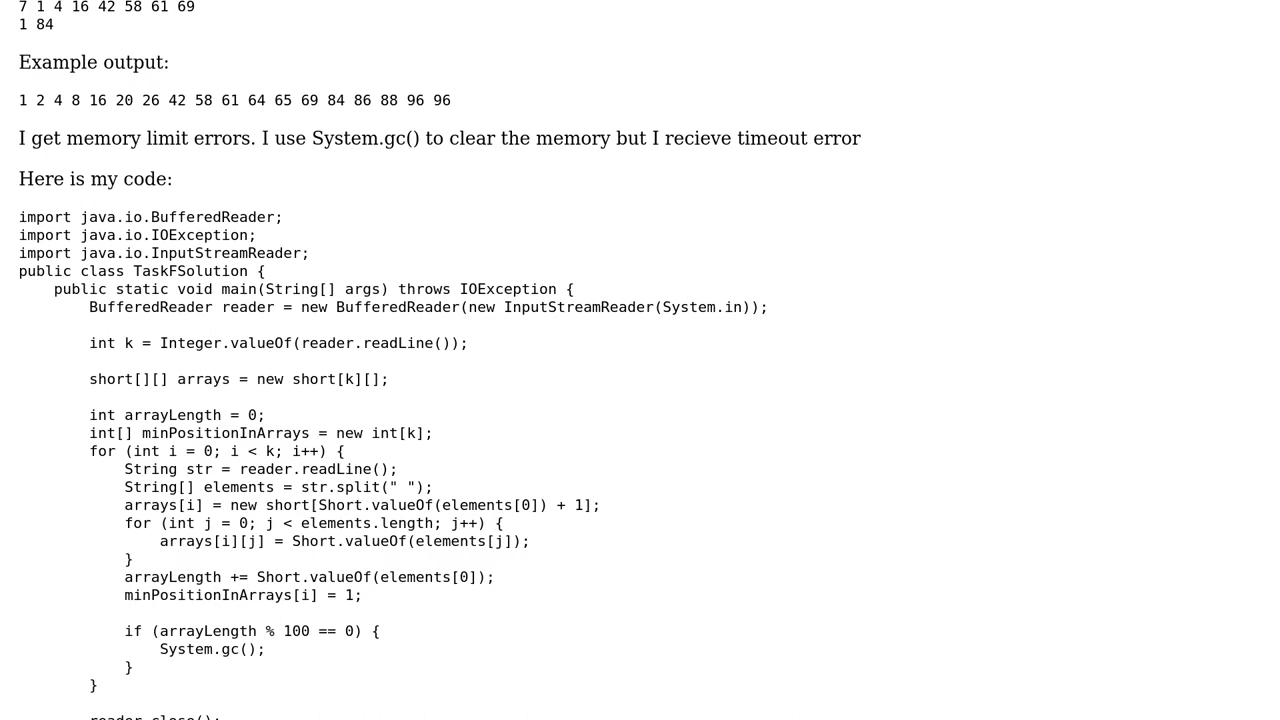 7 1 4 16 42 58 61 69
1 84
Example output:
1 2 4 8 16 20 26 42 58 61 64 65 69 84 86 88 96 96
I get memory limit errors. I use System.gc() to clear the memory but I recieve timeout error
Here is my code:
import java.io.BufferedReader;
import java.io.IOException;
import java.io.InputStreamReader;
public class TaskFSolution {
    public static void main(String[] args) throws IOException {
        BufferedReader reader = new BufferedReader(new InputStreamReader(System.in));
        int k = Integer.valueOf(reader.readLine());
        short[][] arrays = new short[k][];
        int arrayLength = 0;
        int[] minPositionInArrays = new int[k];
        for (int i = 0; i < k; i++) {
            String str = reader.readLine();
            String[] elements = str.split(" ");
            arrays[i] = new short[Short.valueOf(elements[0]) + 1];
            for (int j = 0; j < elements.length; j++) {
                arrays[i][j] = Short.valueOf(elements[j]);
            }
            arrayLength += Short.valueOf(elements[0]);
            minPositionInArrays[i] = 1;
            if (arrayLength % 100 == 0) {
                System.gc();
            }
        }
        reader.close();